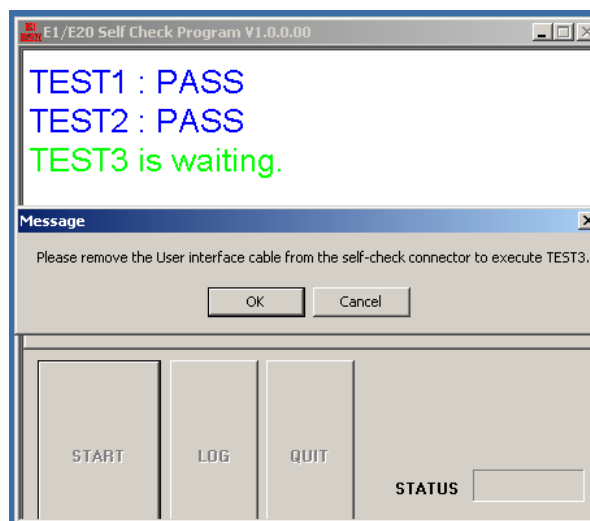 E1/E20 Self Check Program V1.0.0.00
TEST1 : PASS
TEST2 : PASS
TEST3 is waiting.
Message
Please remove the User interface cable from the self-check connector to execute TEST3.
OK Cancel
START LOG QUIT
STATUS